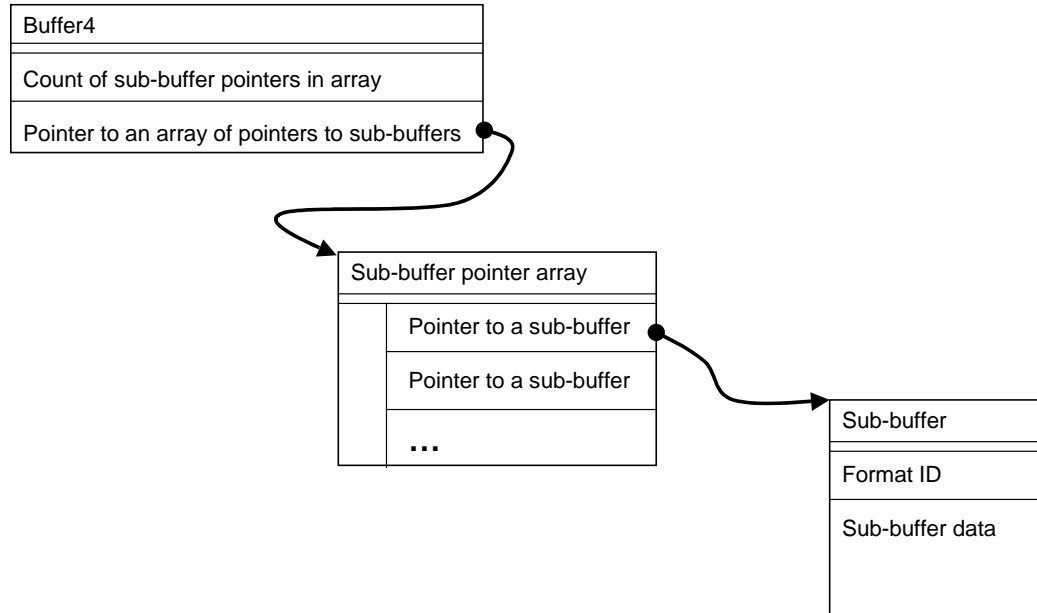 Buffer4
Count of sub-buffer pointers in array
Pointer to an array of pointers to sub-buffers
Sub-buffer pointer array
Pointer to a sub-buffer
Pointer to a sub-buffer
...
Sub-buffer
Format ID
Sub-buffer data